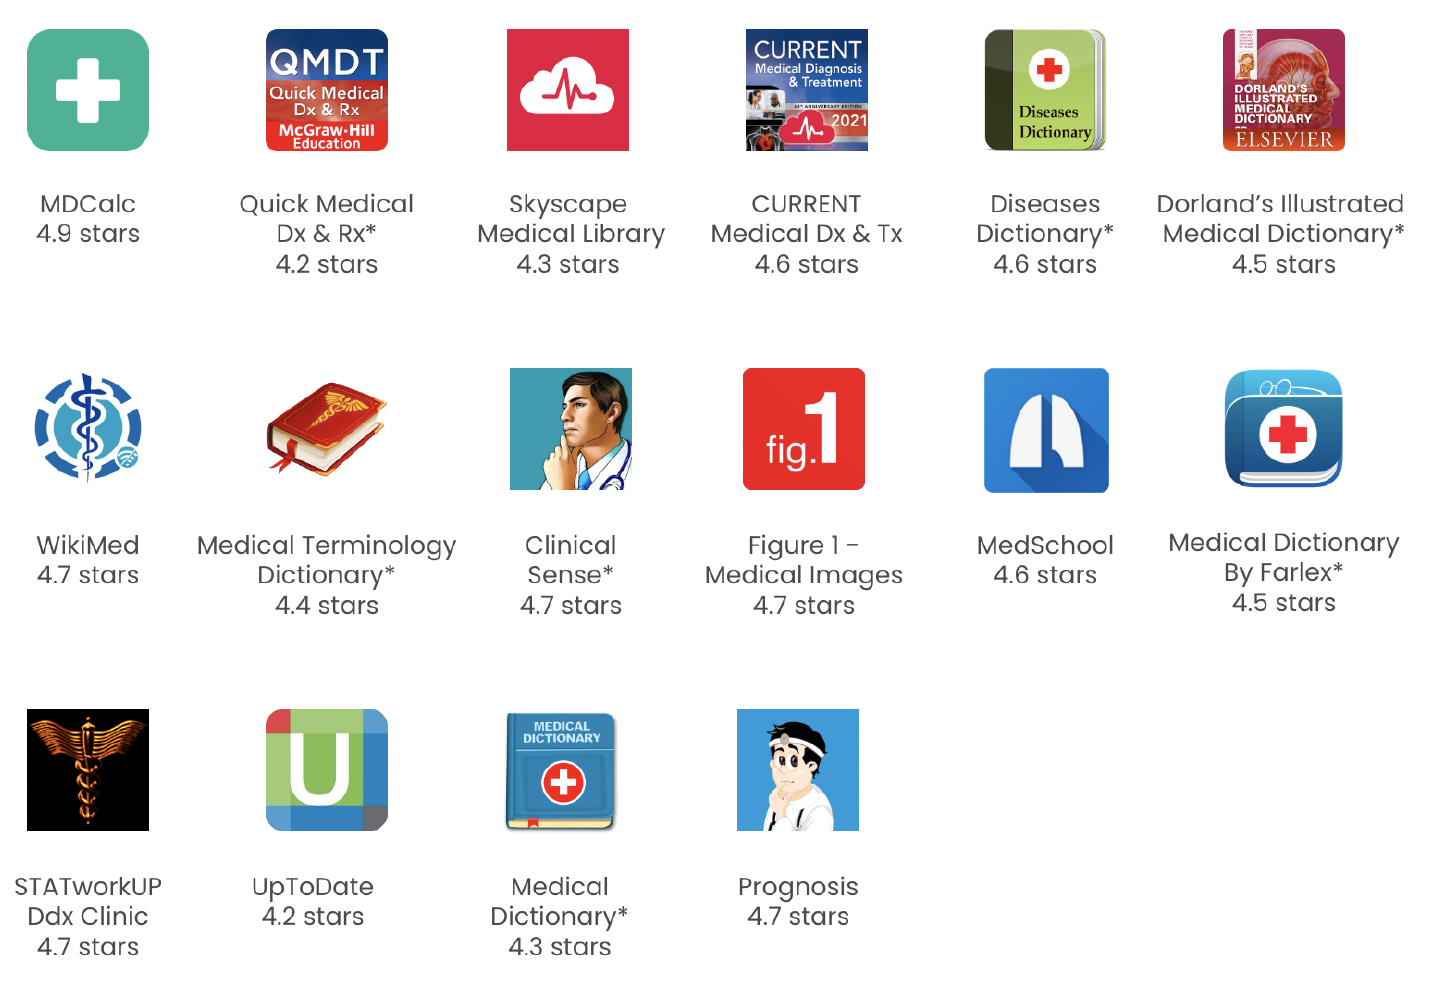 QMDT
Quick Medical
Dx & Rx
McGraw-Hill
Education
CURRENT
Medical Diagnosis
& Treatment
60TH ANNIVERSARY EDITION
2021
Diseases
Dictionary
DORLAND'S
ILLUSTRATED
MEDICAL
DICTIONARY
ELSEVIER
MDCalc
4.9 stars
Quick Medical
Dx & Rx*
4.2 stars
Skyscape
Medical Library
4.3 stars
CURRENT
Medical Dx & Tx
4.6 stars
Diseases
Dictionary*
4.6 stars
Dorland's Illustrated
Medical Dictionary*
4.5 stars
fig.1
WikiMed
4.7 stars
Medical Terminology
Dictionary*
4.4 stars
Clinical
Sense*
4.7 stars
Figure 1 –
Medical Images
4.7 stars
MedSchool
4.6 stars
Medical Dictionary
By Farlex*
4.5 stars
U
MEDICAL
DICTIONARY
STATworkUP
Ddx Clinic
4.7 stars
UpToDate
4.2 stars
Medical
Dictionary*
4.3 stars
Prognosis
4.7 stars